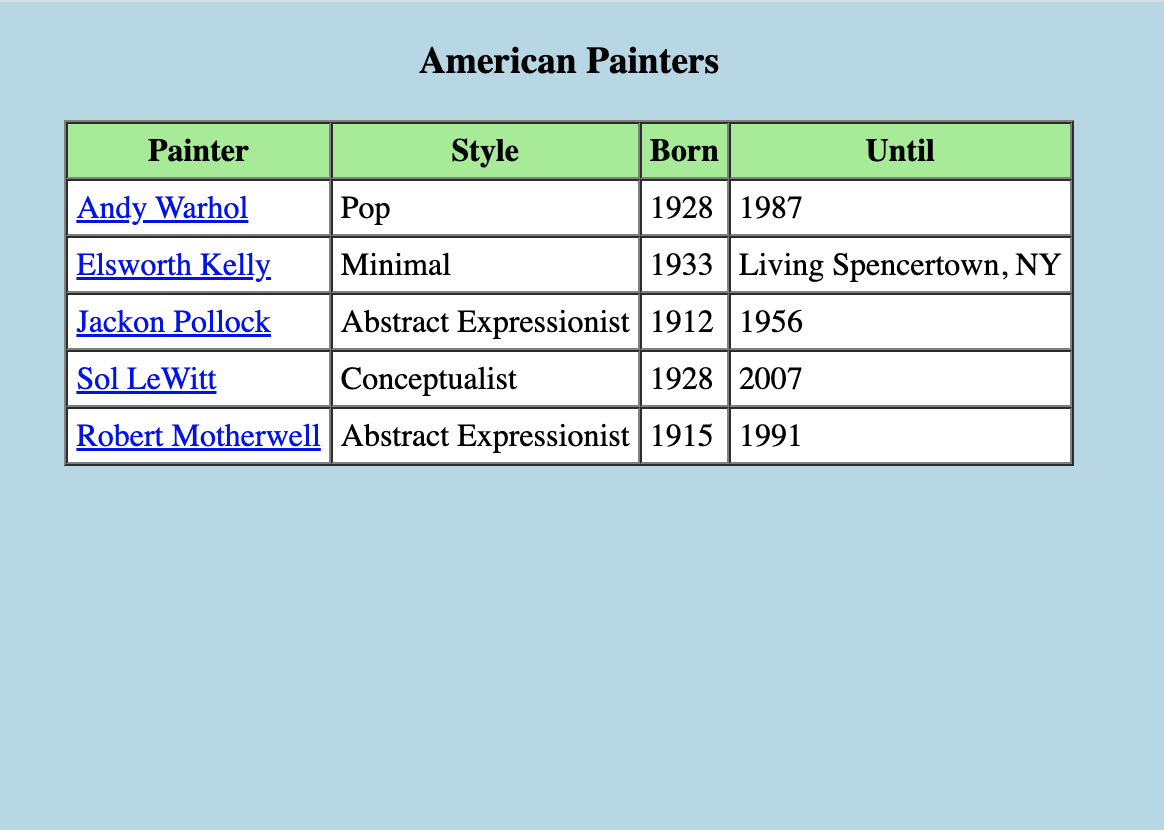 American Painters
Painter Style Born Until
Andy Warhol Pop 1928 1987
Elsworth Kelly Minimal 1933 Living Spencertown, NY
Jackon Pollock Abstract Expressionist 1912 1956
Sol LeWitt Conceptualist 1928 2007
Robert Motherwell Abstract Expressionist 1915 1991